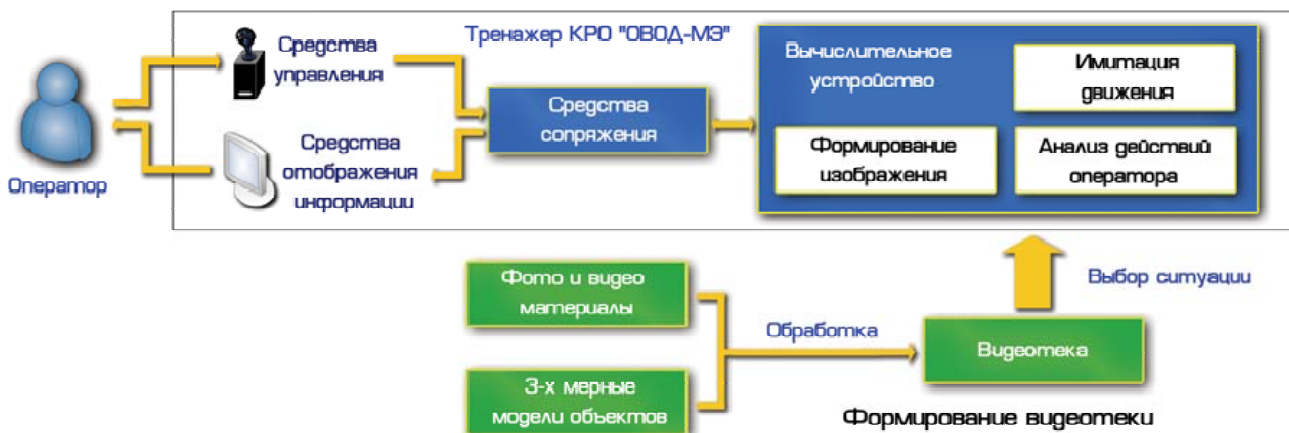 Тренажер КРО "ОВОД-МЭ"
Оператор
Средства
управления
Средства
отображения
информации
Средства
сопряжения
Вычислительное
устройство
Имитация
движения
Формирование
изображения
Анализ действий
оператора
Фото и видео
материалы
3-х мерные
модели объектов
Обработка
Видеотека
Выбор ситуации
Формирование видеотеки